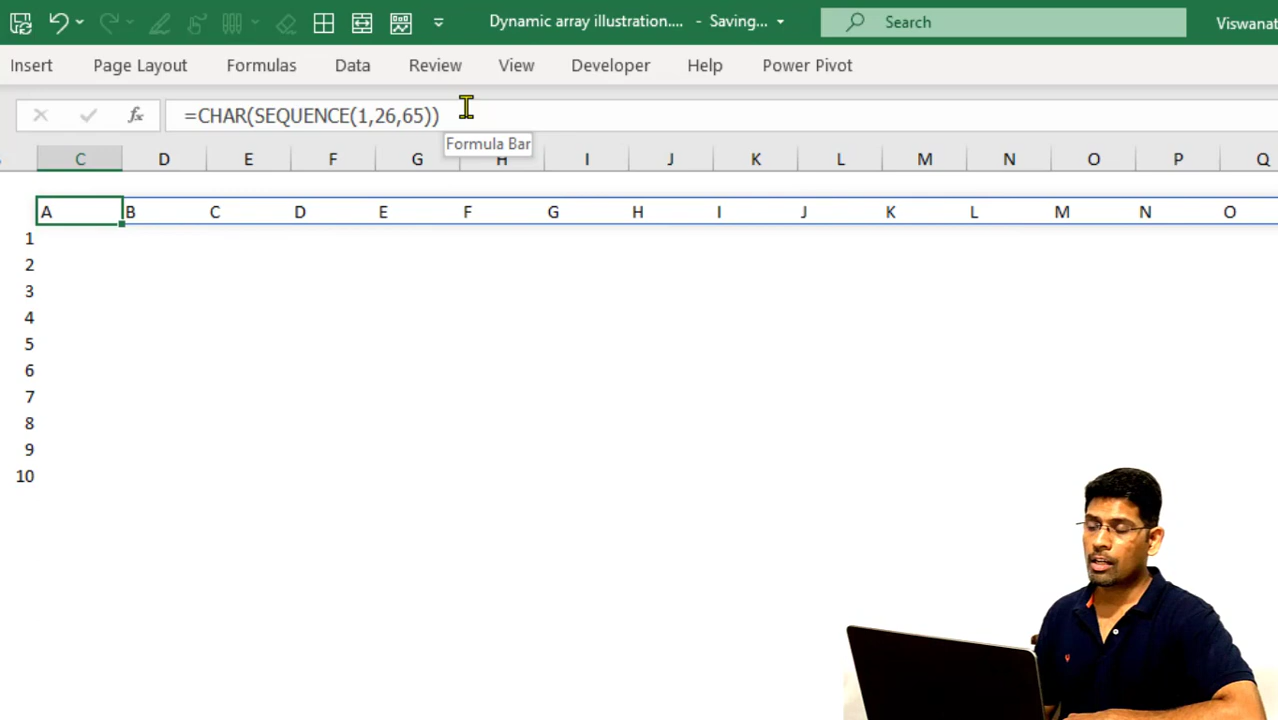 Dynamic array illustration.... - Saving... Search Viswanat
Insert Page Layout Formulas Data Review View Developer Help Power Pivot
fx =CHAR(SEQUENCE(1,26,65))
Formula Bar
C D E F G H I J K L M N O P Q
A B C D E F G H I J K L M N O
1
2
3
4
5
6
7
8
9
10